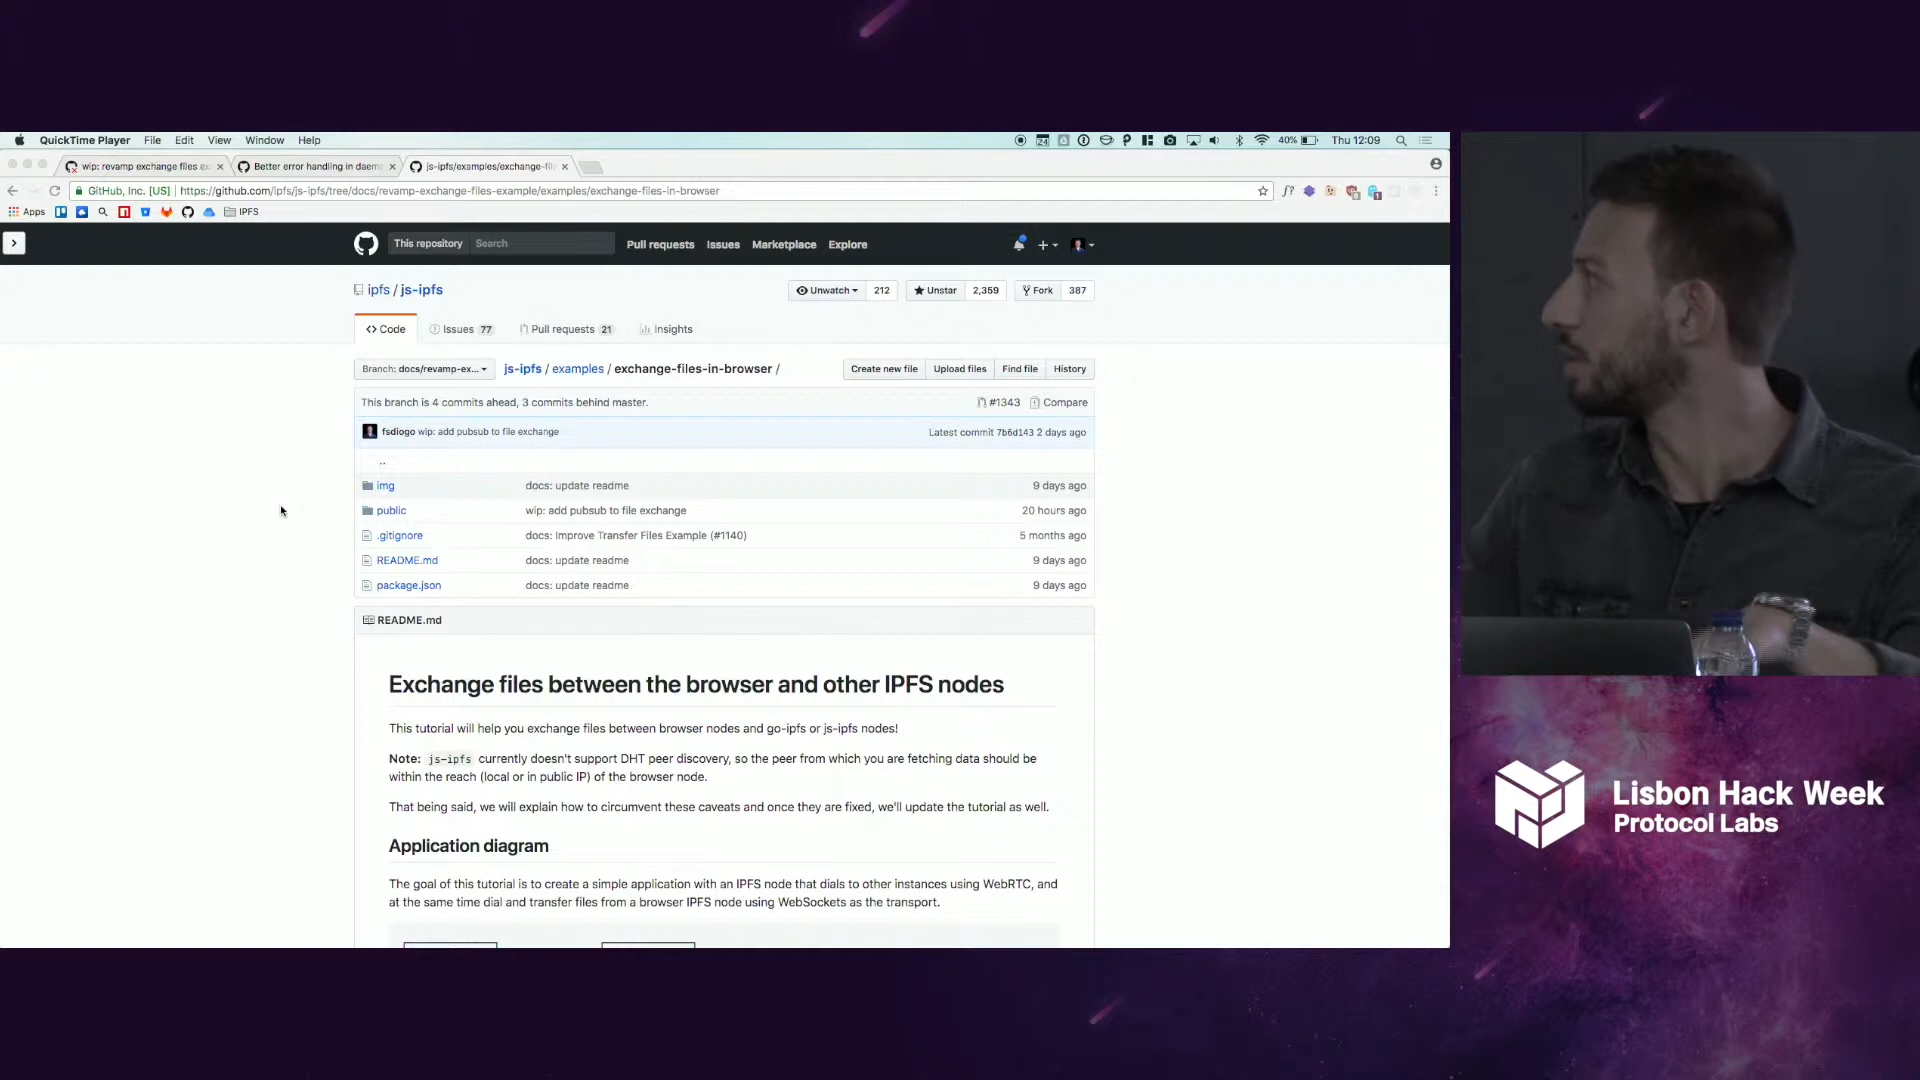 QuickTime Player File Edit View Window Help 24 40% Thu 12:09
wip: revamp exchange files ex Better error handling in daem js-ipfs/examples/exchange-fil
GitHub, Inc. [US] https://github.com/ipfs/js-ipfs/tree/docs/revamp-exchange-files-example/examples/exchange-files-in-browser
Apps IPFS
This repository Search Pull requests Issues Marketplace Explore
ipfs / js-ipfs Unwatch 212 Unstar 2,359 Fork 387
Code Issues 77 Pull requests 21 Insights
Branch: docs/revamp-ex... js-ipfs / examples / exchange-files-in-browser / Create new file Upload files Find file History
This branch is 4 commits ahead, 3 commits behind master. #1343 Compare
fsdiogo wip: add pubsub to file exchange Latest commit 7b6d143 2 days ago
..
img docs: update readme 9 days ago
public wip: add pubsub to file exchange 20 hours ago
.gitignore docs: Improve Transfer Files Example (#1140) 5 months ago
README.md docs: update readme 9 days ago
package.json docs: update readme 9 days ago
README.md
Exchange files between the browser and other IPFS nodes
This tutorial will help you exchange files between browser nodes and go-ipfs or js-ipfs nodes!
Note: js-ipfs currently doesn't support DHT peer discovery, so the peer from which you are fetching data should be
within the reach (local or in public IP) of the browser node.
That being said, we will explain how to circumvent these caveats and once they are fixed, we'll update the tutorial as well.
Application diagram
The goal of this tutorial is to create a simple application with an IPFS node that dials to other instances using WebRTC, and
at the same time dial and transfer files from a browser IPFS node using WebSockets as the transport.
Lisbon Hack Week
Protocol Labs